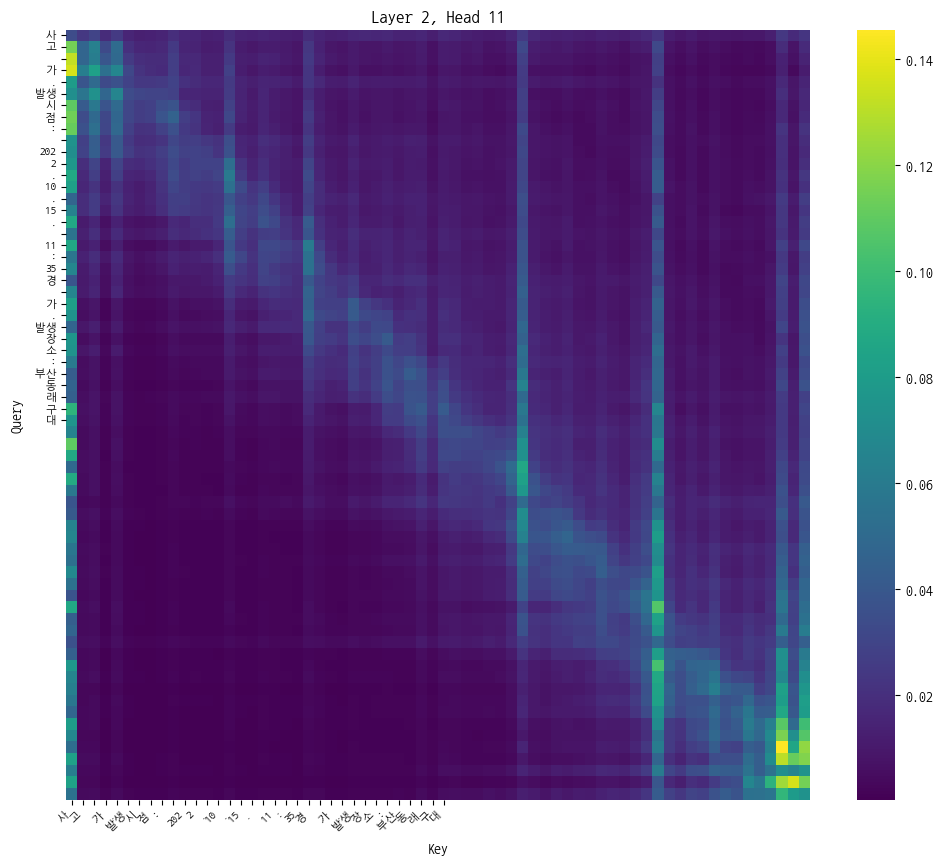 Layer 2, Head 11
사
고
가
.
발생
시
점
:
202
2
.
10
.
15
.
11
:
35
경
가
.
발생
장
소
:
부산
동
래
구
대
Query
사 고 가 발생 시 점 : 202 2 10 15 . 11 : 35 경 가 발생 장 소 : 부산 동 래 구 대
Key
0.14
0.12
0.10
0.08
0.06
0.04
0.02